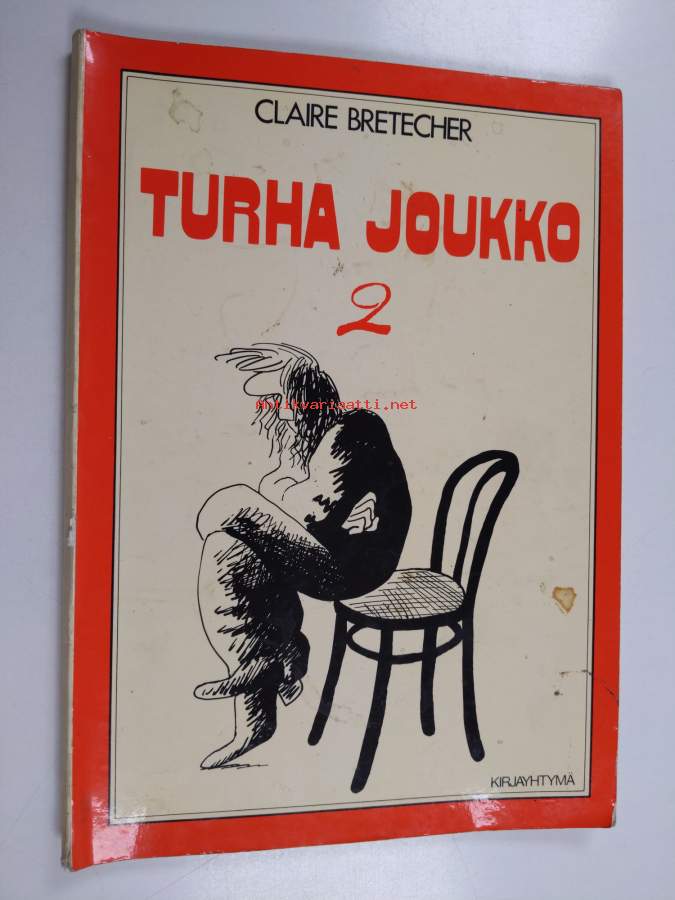 CLAIRE BRETECHER
TURHA JOUKKO
2
Antikvariaatti.net
KIRJAYHTYMÄ